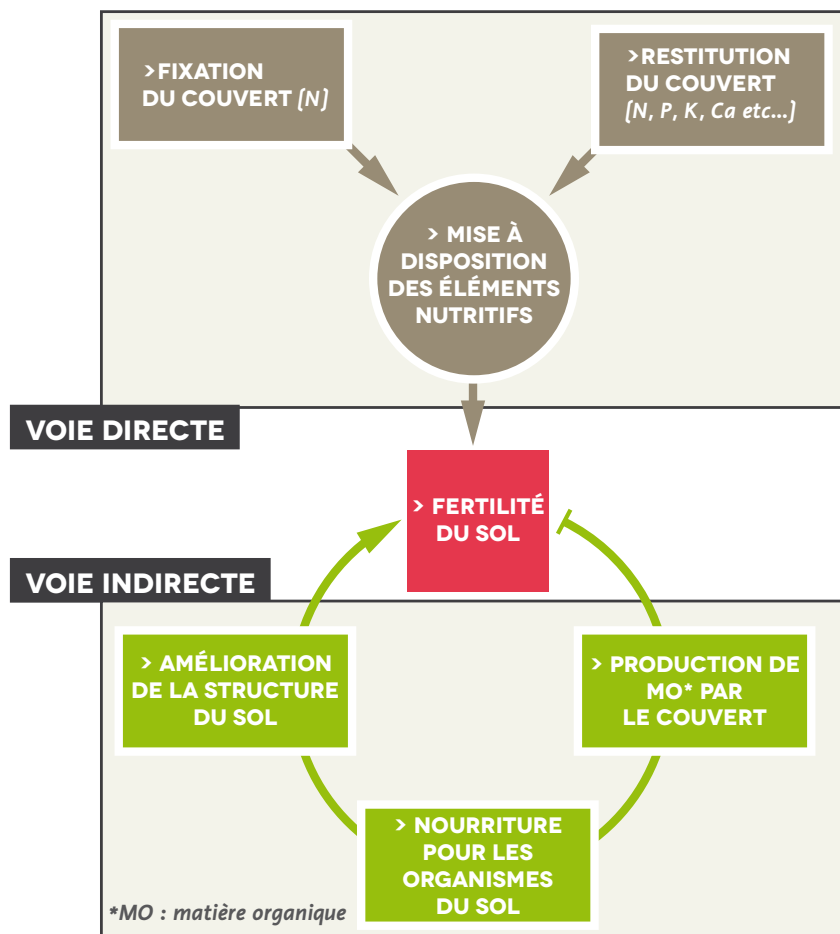 >FIXATION
DU COUVERT (N)
>RESTITUTION
DU COUVERT
(N, P, K, Ca etc...)
> MISE À
DISPOSITION
DES ÉLÉMENTS
NUTRITIFS
VOIE DIRECTE
> FERTILITÉ
DU SOL
VOIE INDIRECTE
> AMÉLIORATION
DE LA STRUCTURE
DU SOL
> PRODUCTION DE
MO* PAR
LE COUVERT
> NOURRITURE
POUR LES
ORGANISMES
DU SOL
*MO : matière organique